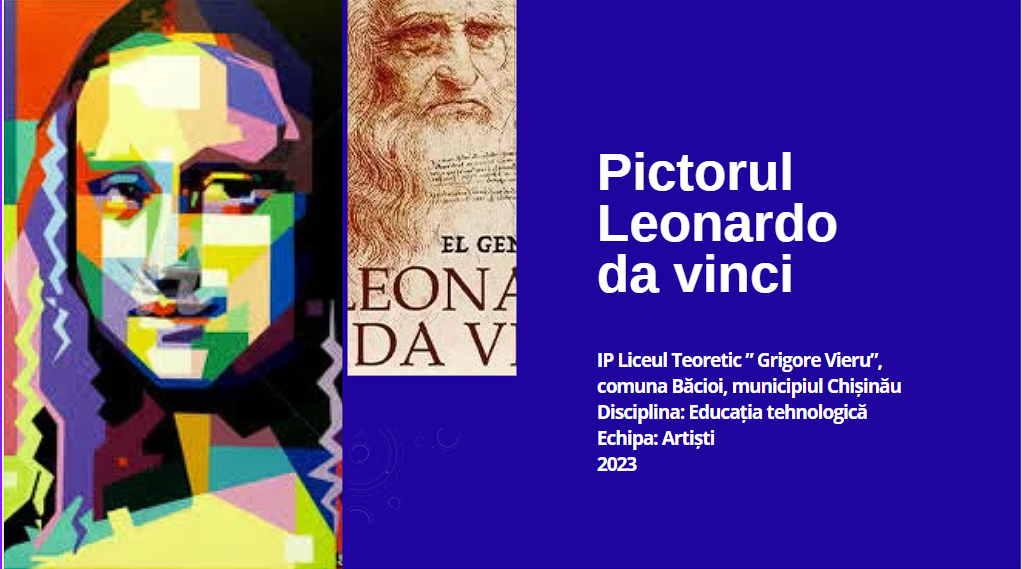 EL GEN
LEONA
DA VI
Pictorul
Leonardo
da vinci
IP Liceul Teoretic ” Grigore Vieru”,
comuna Băcioi, municipiul Chișinău
Disciplina: Educația tehnologică
Echipa: Artiști
2023